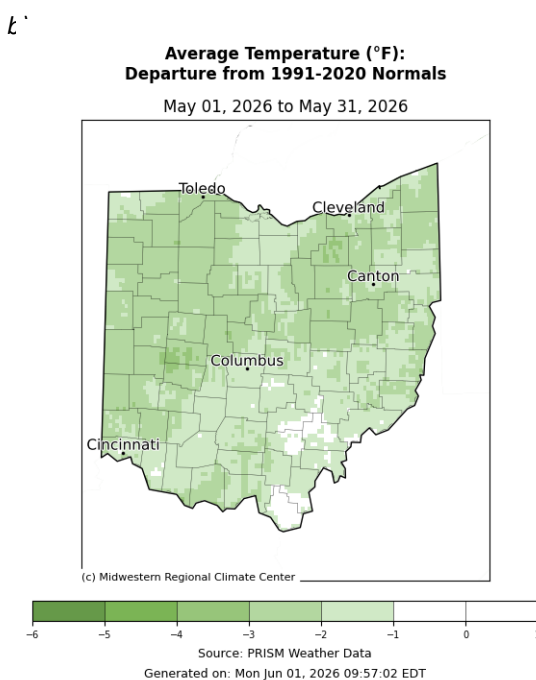 Average Temperature (°F):
Departure from 1991-2020 Normals
May 01, 2026 to May 31, 2026
Toledo
Cleveland
Canton
Columbus
Cincinnati
(c) Midwestern Regional Climate Center
−6 −5 −4 −3 −2 −1 0
Source: PRISM Weather Data
Generated on: Mon Jun 01, 2026 09:57:02 EDT